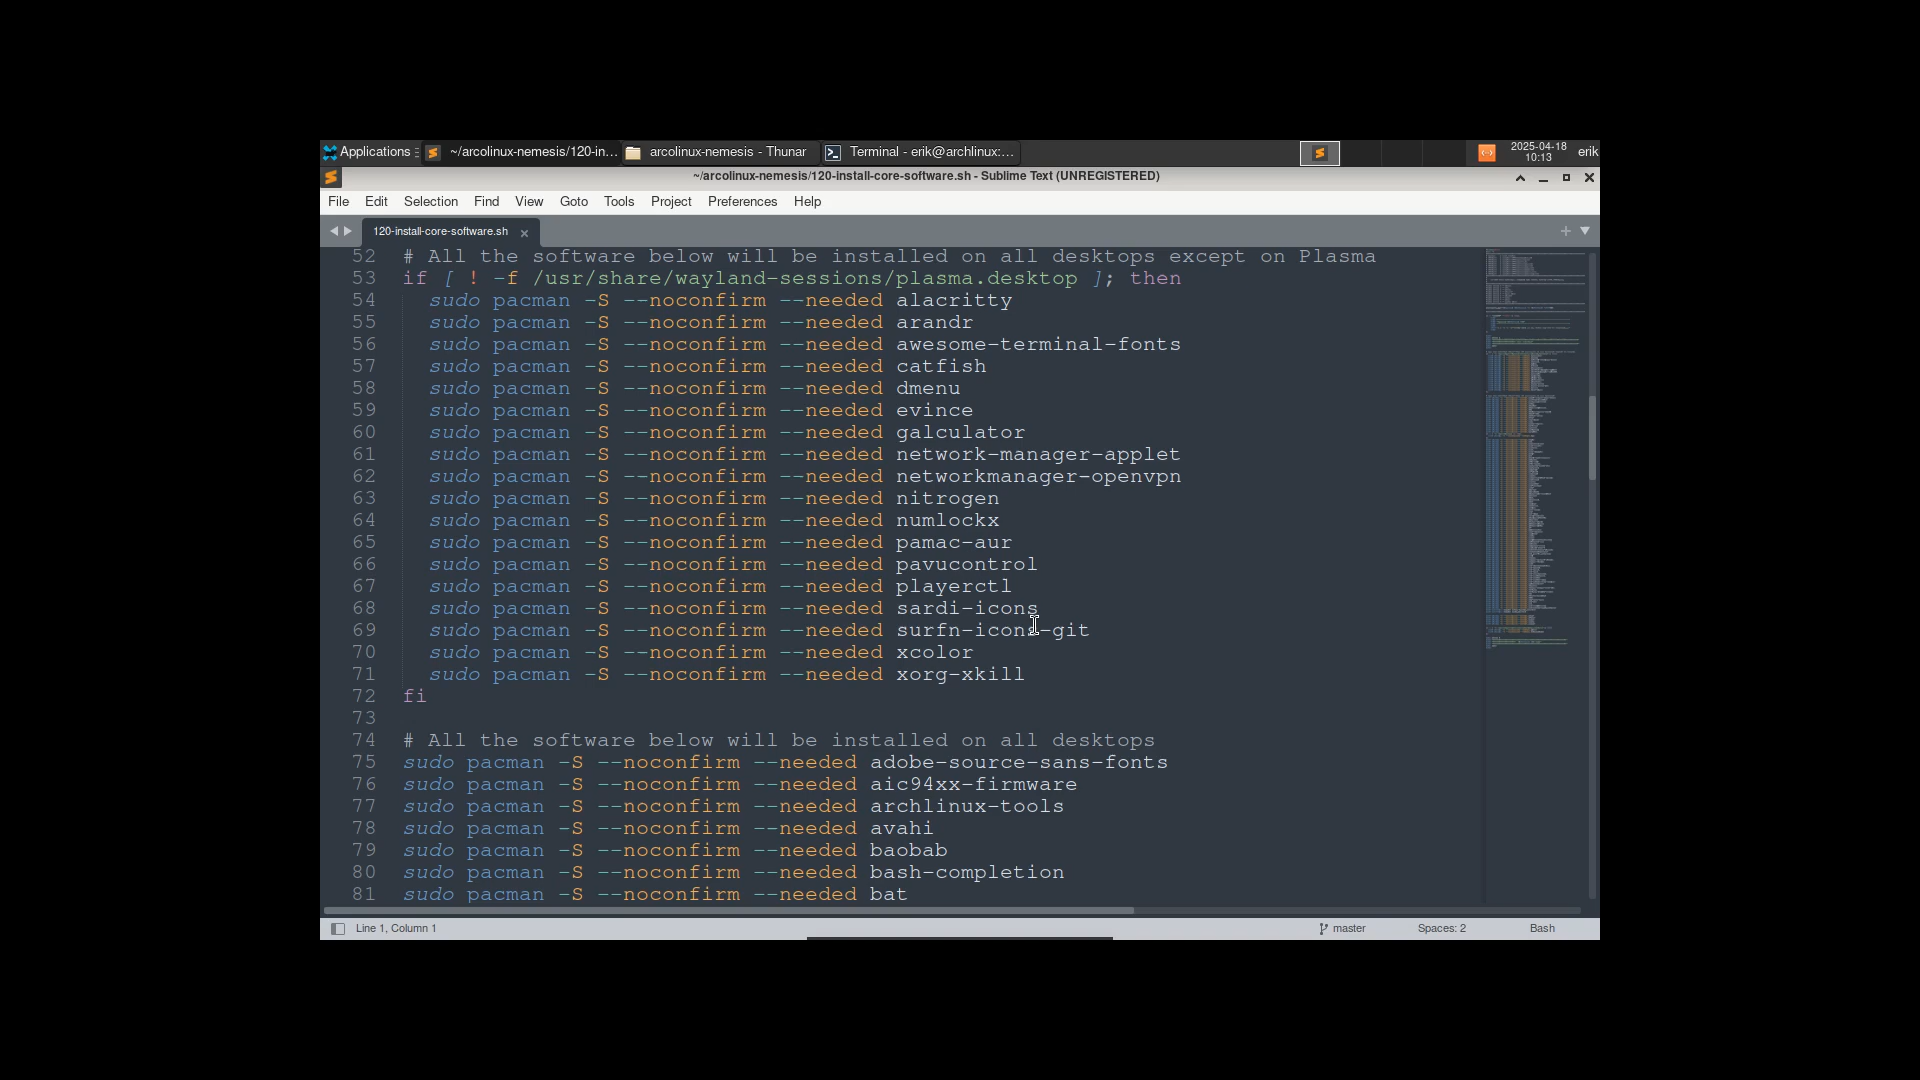 Applications
~/arcolinux-nemesis/120-in...
arcolinux-nemesis - Thunar
Terminal - erik@archlinux:...
2025-04-18
10:13
erik
~/arcolinux-nemesis/120-install-core-software.sh - Sublime Text (UNREGISTERED)
File Edit Selection Find View Goto Tools Project Preferences Help
120-install-core-software.sh
52 # All the software below will be installed on all desktops except on Plasma
53 if [ ! -f /usr/share/wayland-sessions/plasma.desktop ]; then
54 sudo pacman -S --noconfirm --needed alacritty
55 sudo pacman -S --noconfirm --needed arandr
56 sudo pacman -S --noconfirm --needed awesome-terminal-fonts
57 sudo pacman -S --noconfirm --needed catfish
58 sudo pacman -S --noconfirm --needed dmenu
59 sudo pacman -S --noconfirm --needed evince
60 sudo pacman -S --noconfirm --needed galculator
61 sudo pacman -S --noconfirm --needed network-manager-applet
62 sudo pacman -S --noconfirm --needed networkmanager-openvpn
63 sudo pacman -S --noconfirm --needed nitrogen
64 sudo pacman -S --noconfirm --needed numlockx
65 sudo pacman -S --noconfirm --needed pamac-aur
66 sudo pacman -S --noconfirm --needed pavucontrol
67 sudo pacman -S --noconfirm --needed playerctl
68 sudo pacman -S --noconfirm --needed sardi-icons
69 sudo pacman -S --noconfirm --needed surfn-icons-git
70 sudo pacman -S --noconfirm --needed xcolor
71 sudo pacman -S --noconfirm --needed xorg-xkill
72 fi
73
74 # All the software below will be installed on all desktops
75 sudo pacman -S --noconfirm --needed adobe-source-sans-fonts
76 sudo pacman -S --noconfirm --needed aic94xx-firmware
77 sudo pacman -S --noconfirm --needed archlinux-tools
78 sudo pacman -S --noconfirm --needed avahi
79 sudo pacman -S --noconfirm --needed baobab
80 sudo pacman -S --noconfirm --needed bash-completion
81 sudo pacman -S --noconfirm --needed bat
Line 1, Column 1
master
Spaces: 2
Bash